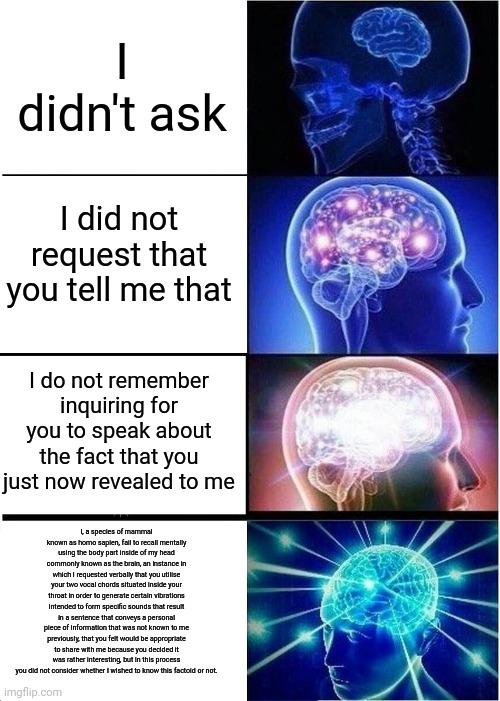 I
didn't ask
I did not
request that
you tell me that
I do not remember
inquiring for
you to speak about
the fact that you
just now revealed to me
I, a species of mammal
known as homo sapien, fail to recall mentally
using the body part inside of my head
commonly known as the brain, an instance in
which I requested verbally that you utilise
your two vocal chords situated inside your
throat in order to generate certain vibrations
intended to form specific sounds that result
in a sentence that conveys a personal
piece of information that was not known to me
previously, that you felt would be appropriate
to share with me because you decided it
was rather interesting, but in this process
you did not consider whether I wished to know this factoid or not.
imgflip.com